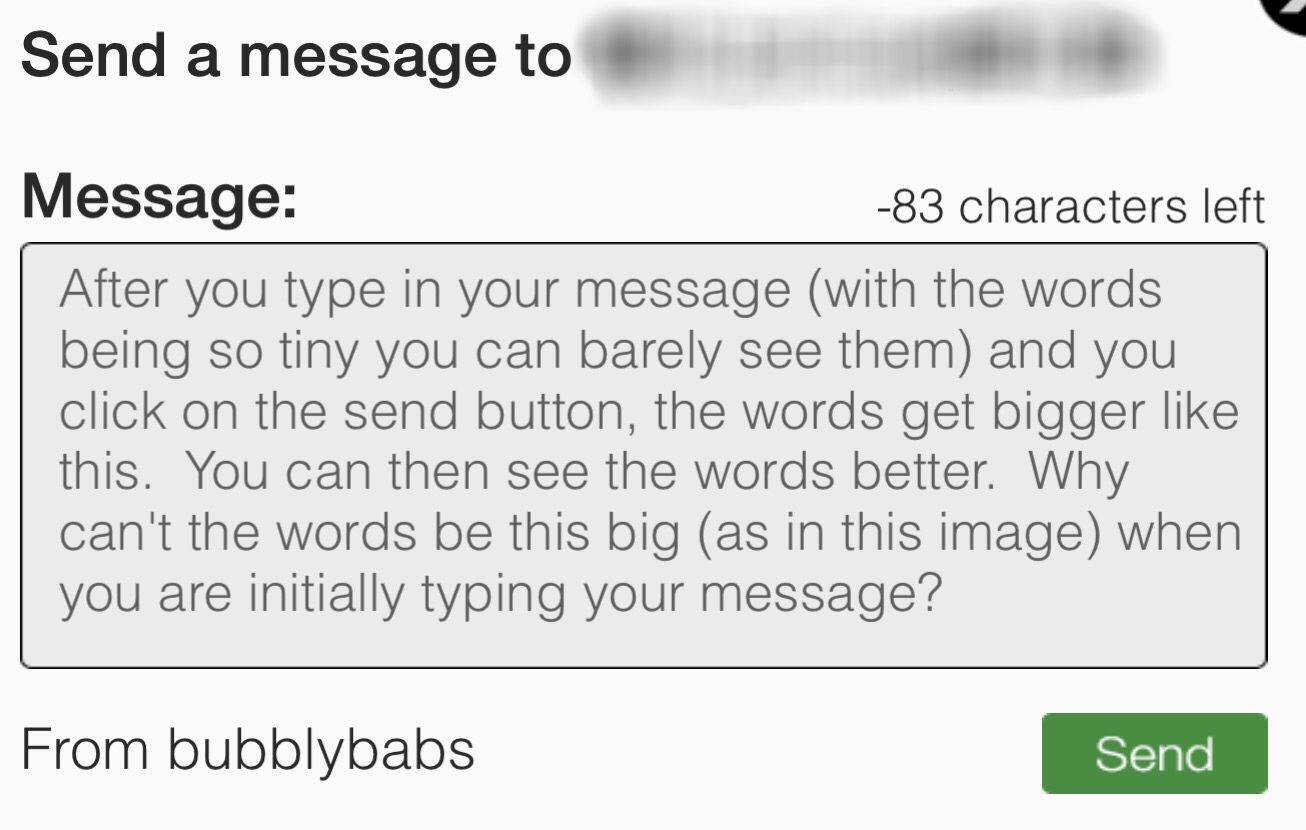 Send a message to
Message:
-83 characters left
After you type in your message (with the words
being so tiny you can barely see them) and you
click on the send button, the words get bigger like
this.  You can then see the words better.  Why
can't the words be this big (as in this image) when
you are initially typing your message?
From bubblybabs
Send